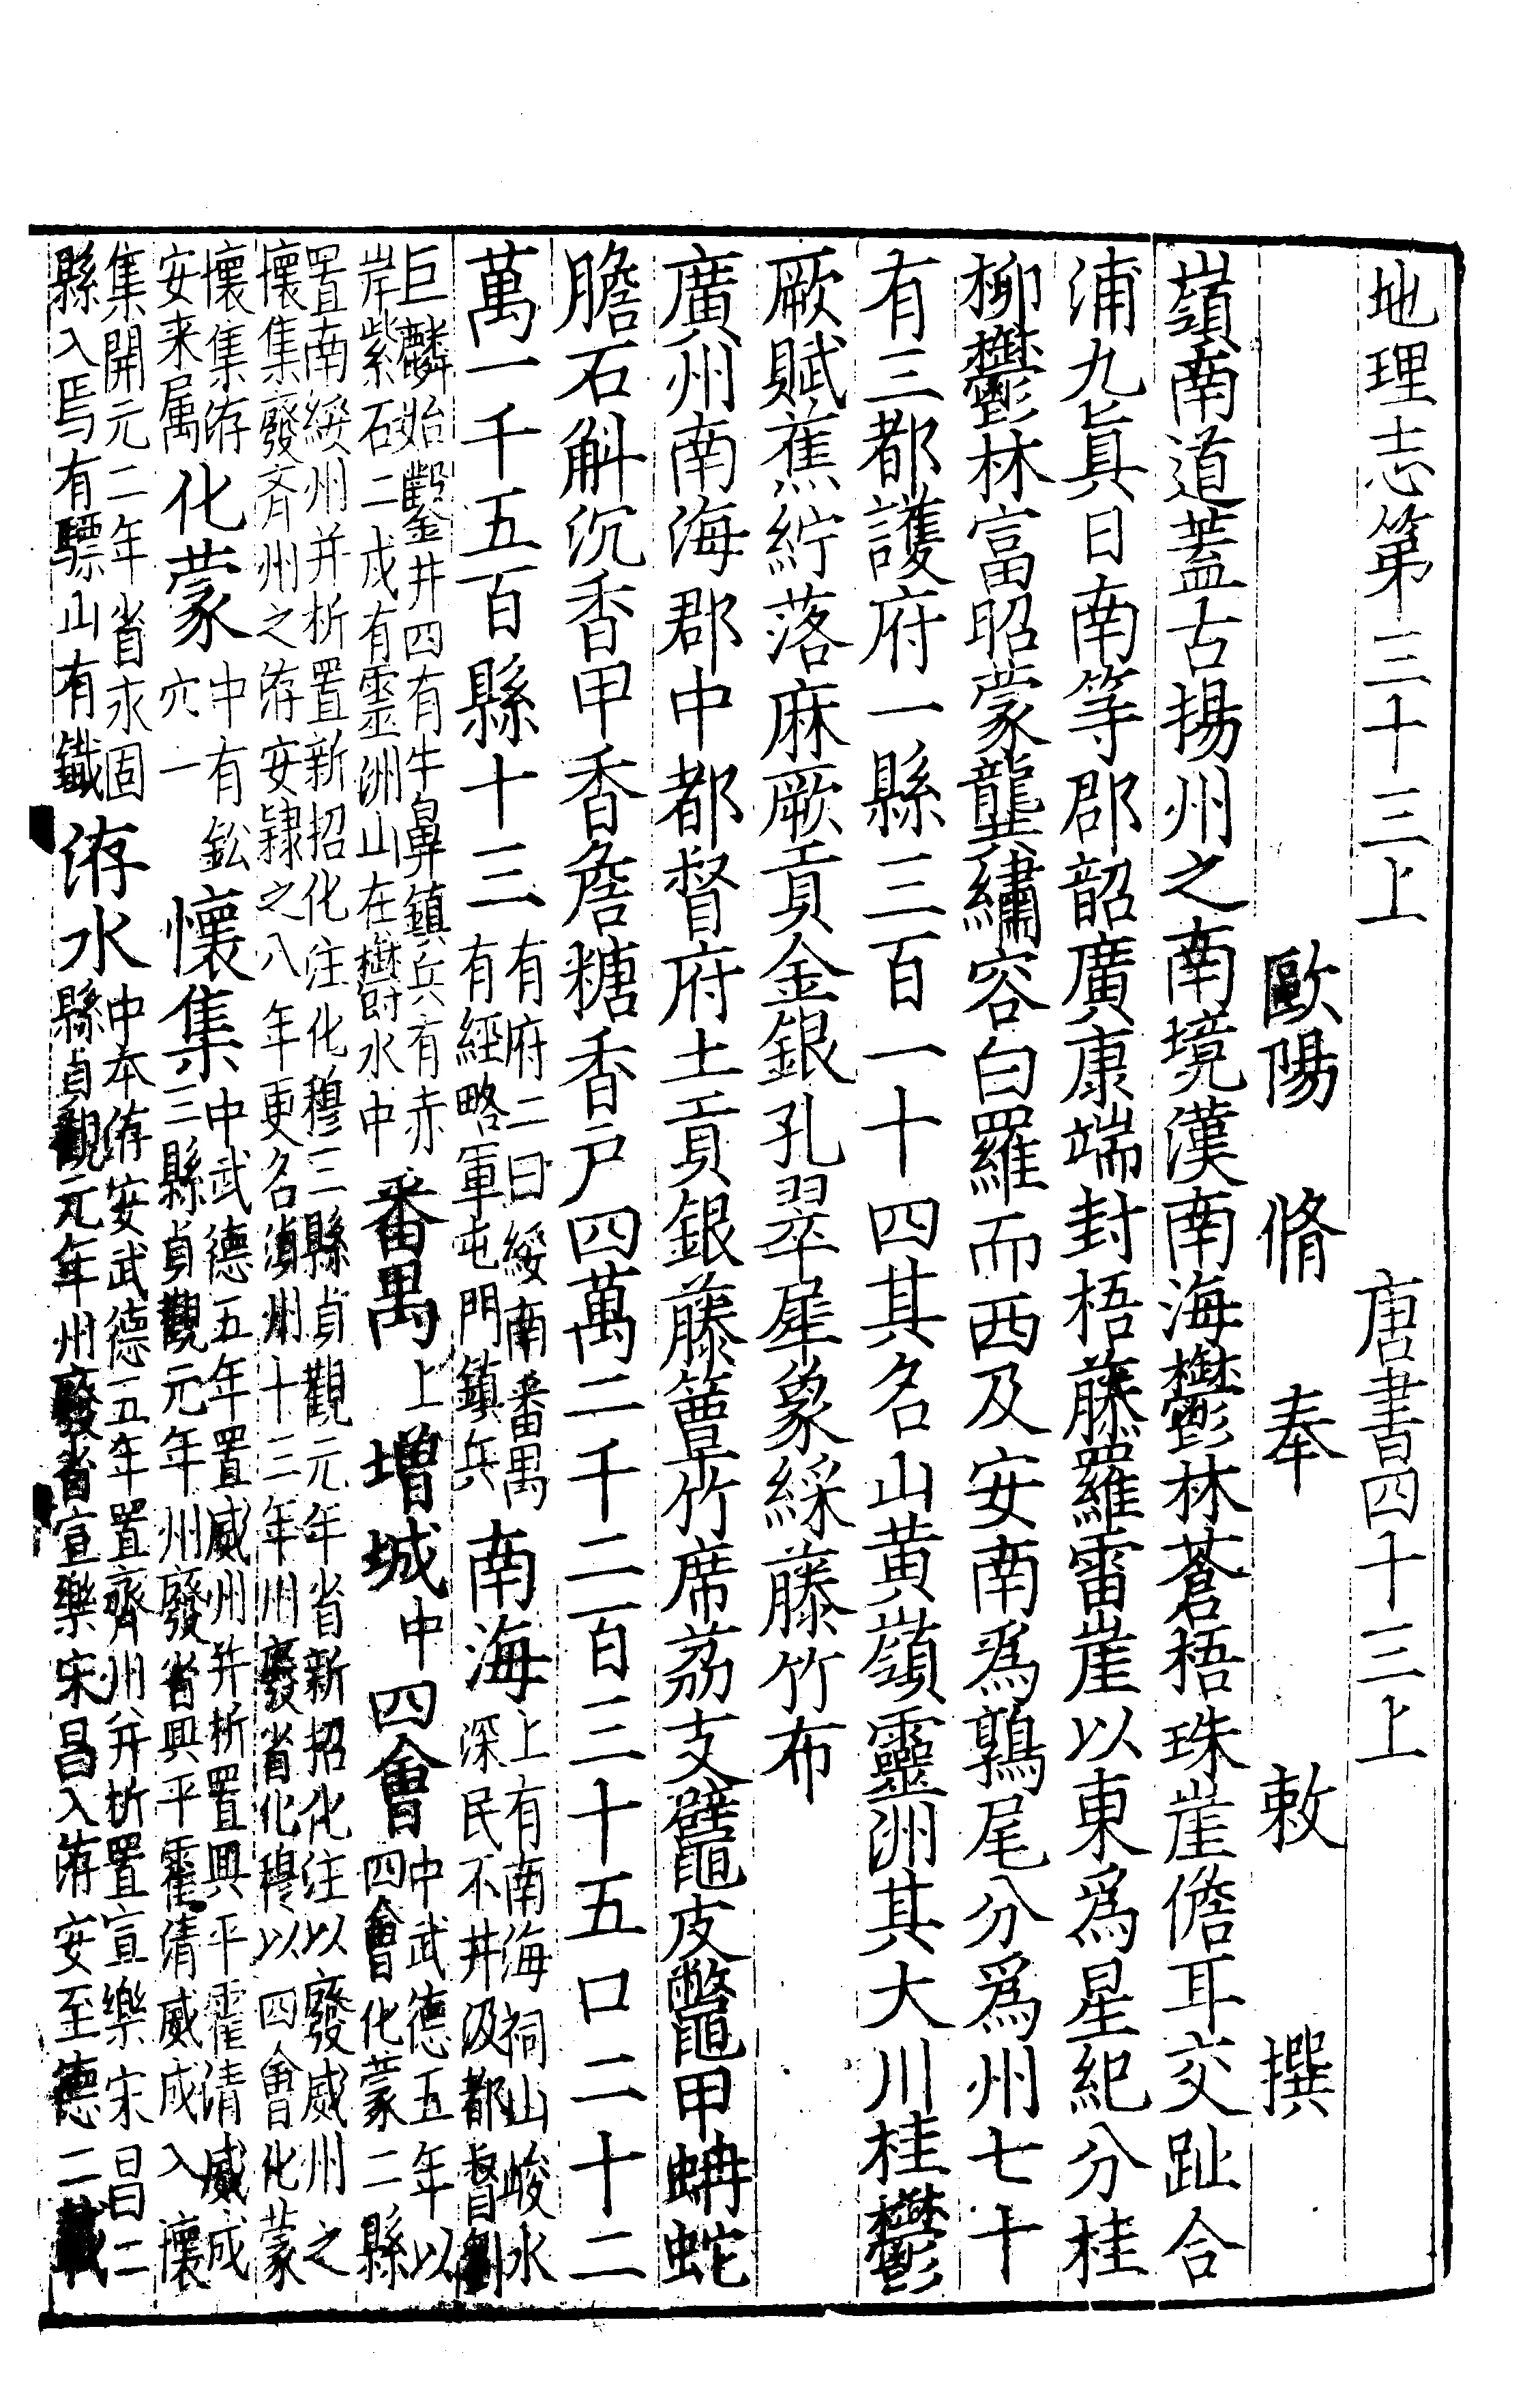 地理志第三十三上　唐書四十三上
歐陽　脩　奉　敕　撰
嶺南道蓋古揚州之南境漢南海鬱林蒼梧珠崖儋耳交趾合
浦九眞日南等郡韶廣康端封梧藤羅雷崖以東爲星紀分桂
柳鬱林富昭蒙龔繡容白羅而西及安南爲鶉尾分爲州七十
有三都護府一縣三百一十四其名山黃嶺靈洲其大川桂鬱
厥賦蕉紵落麻厥貢金銀孔翠犀象綵藤竹布
廣州南海郡中都督府土貢銀藤簟竹席荔支鼊皮鼈甲蚺蛇
膽石斛沉香甲香詹糖香戸四萬二千二百三十五口二十二
萬一千五百縣十三有府二曰綏南番禺有經略軍屯門鎮兵南海上有南海祠山峻水深民不井汲都督劉
巨麟始鑿井四有牛鼻鎮兵有赤岸紫石二戍有靈洲山在鬱水中番禺上增城中四會中武德五年以四會化蒙二縣
置南綏州并析置新招化注化穆三縣貞觀元年省新招化注以廢威州之懷集廢齊州之洊安隸之八年更名湞州十三年州廢省化穆以四會化蒙
懷集洊安来屬化蒙中有鈆穴一懷集中武德五年置威州并析置興平霍清威成三縣貞觀元年州廢省興平霍清威成入懷
集開元二年省永固縣入焉有驃山有鐵洊水中本洊安武德五年置齊州并析置宣樂宋昌二縣貞觀元年州廢省宣樂宋昌入洊安至德二載